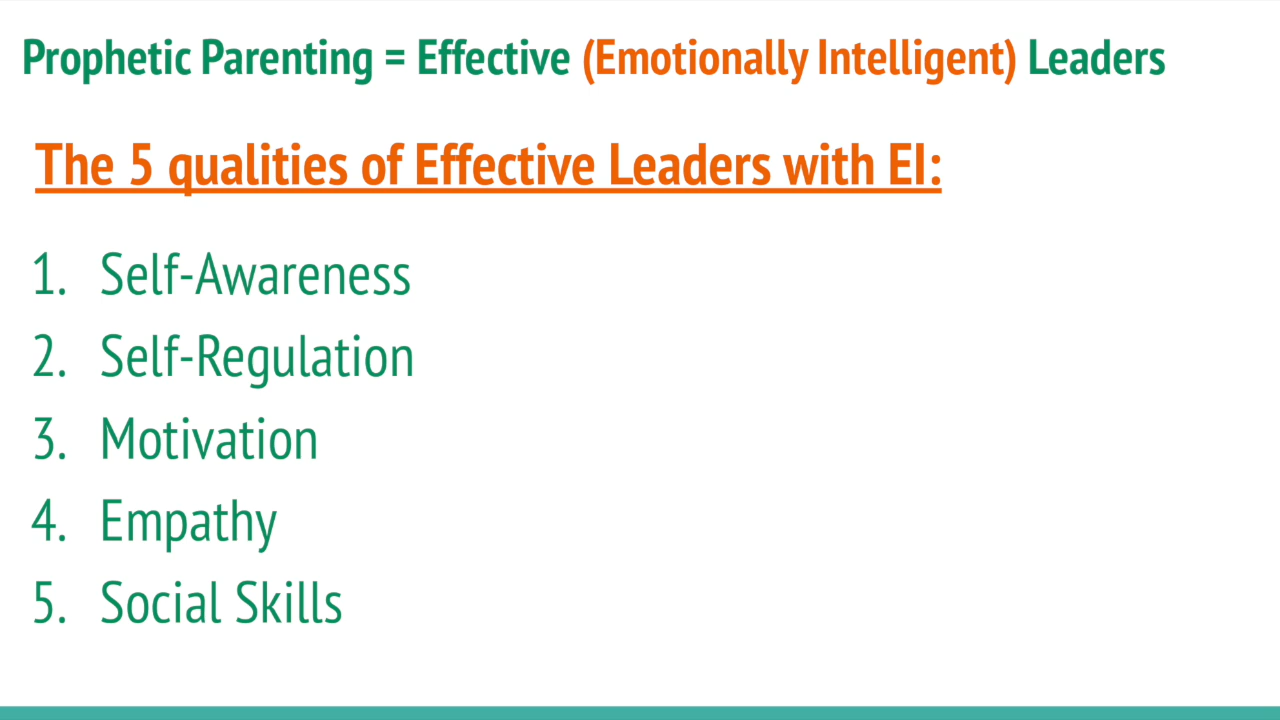 Prophetic Parenting = Effective (Emotionally Intelligent) Leaders
The 5 qualities of Effective Leaders with EI:
1. Self-Awareness
2. Self-Regulation
3. Motivation
4. Empathy
5. Social Skills